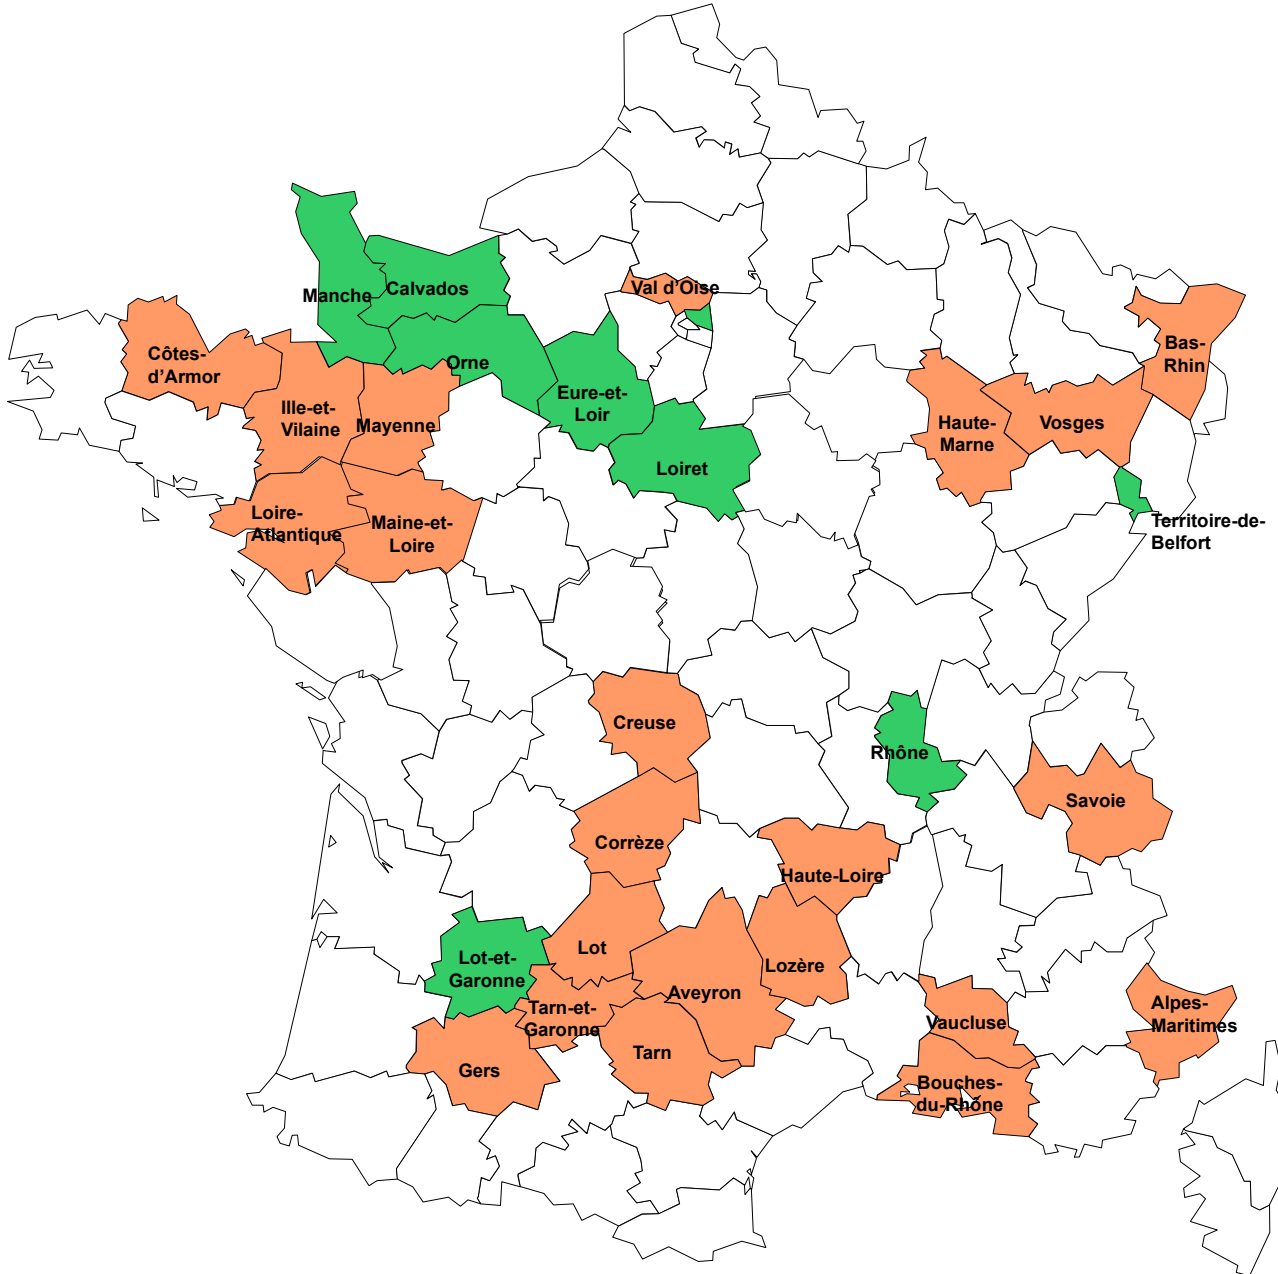 Val d’Oise
Manche
Calvados
Orne
Côtes-
d’Armor
Ille-et-
Vilaine
Mayenne
Eure-et-
Loir
Loiret
Bas-
Rhin
Haute-
Marne
Vosges
Territoire-de-
Belfort
Loire-
Atlantique
Maine-et-
Loire
Creuse
Rhône
Savoie
Corrèze
Haute-Loire
Lot-et-
Garonne
Lot
Lozère
Aveyron
Tarn-et-
Garonne
Tarn
Gers
Vaucluse
Alpes-
Maritimes
Bouches-
du-Rhône